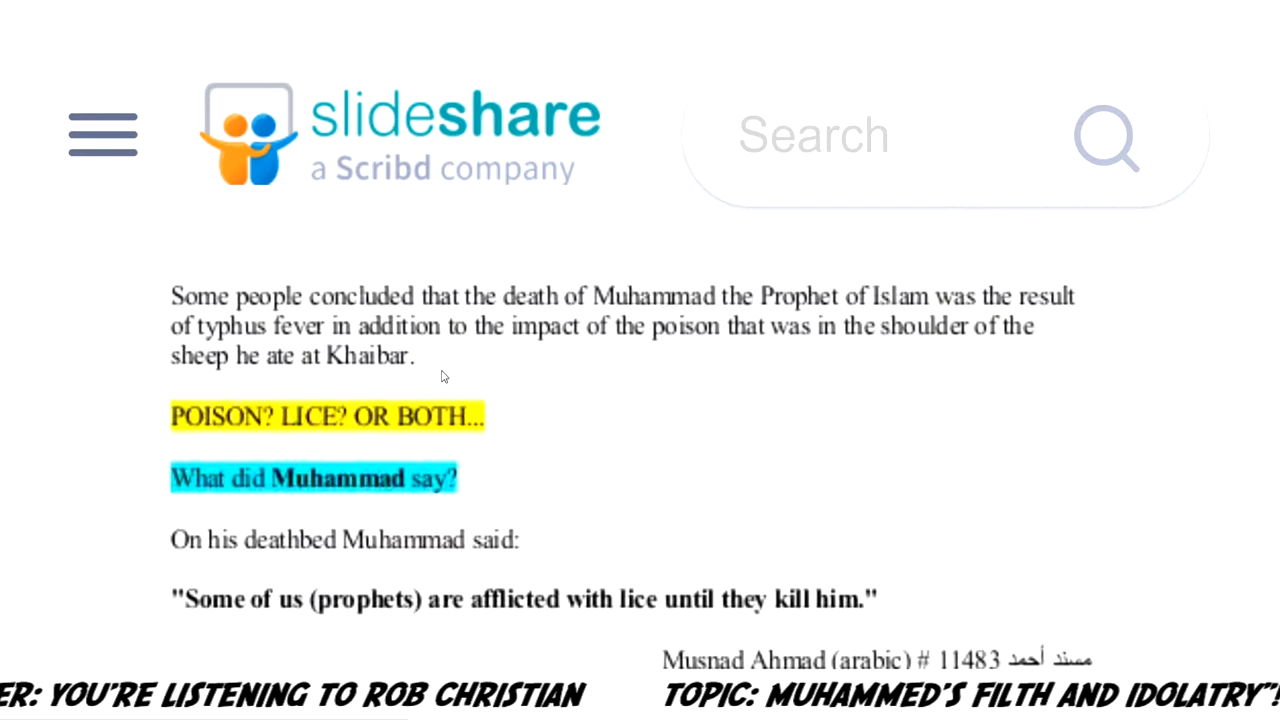 slideshare
a Scribd company
Search
Some people concluded that the death of Muhammad the Prophet of Islam was the result
of typhus fever in addition to the impact of the poison that was in the shoulder of the
sheep he ate at Khaibar.
POISON? LICE? OR BOTH...
What did Muhammad say?
On his deathbed Muhammad said:
"Some of us (prophets) are afflicted with lice until they kill him."
Musnad Ahmad (arabic) # 11483 مسند أحمد
ER: YOU'RE LISTENING TO ROB CHRISTIAN TOPIC: MUHAMMED'S FILTH AND IDOLATRY"!